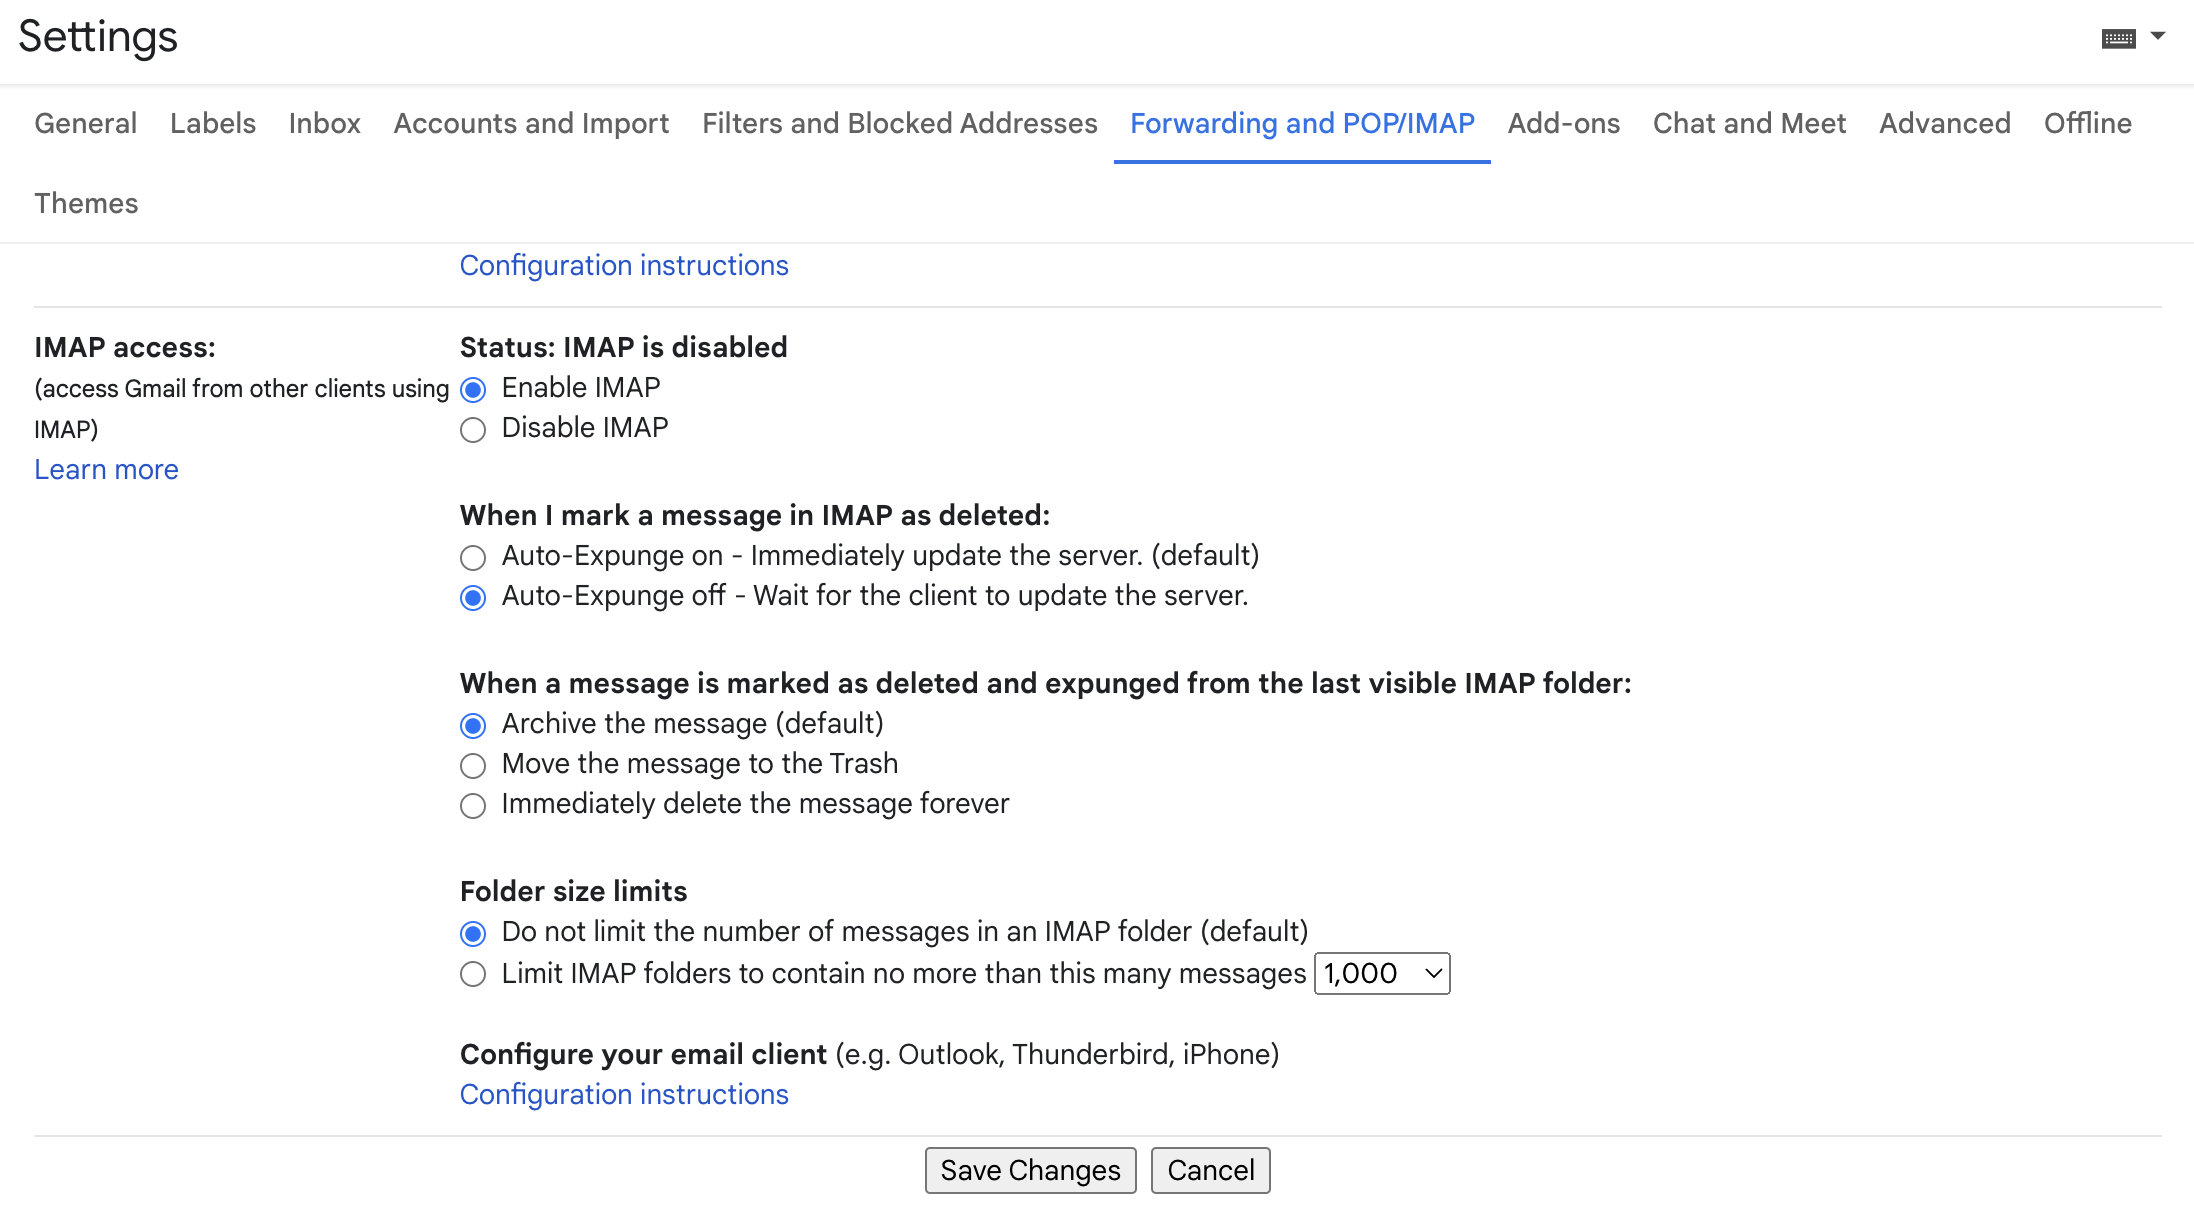 Settings
General Labels Inbox Accounts and Import Filters and Blocked Addresses Forwarding and POP/IMAP Add-ons Chat and Meet Advanced Offline
Themes
Configuration instructions
IMAP access:
(access Gmail from other clients using
IMAP)
Learn more
Status: IMAP is disabled
Enable IMAP
Disable IMAP
When I mark a message in IMAP as deleted:
Auto-Expunge on - Immediately update the server. (default)
Auto-Expunge off - Wait for the client to update the server.
When a message is marked as deleted and expunged from the last visible IMAP folder:
Archive the message (default)
Move the message to the Trash
Immediately delete the message forever
Folder size limits
Do not limit the number of messages in an IMAP folder (default)
Limit IMAP folders to contain no more than this many messages 1,000
Configure your email client (e.g. Outlook, Thunderbird, iPhone)
Configuration instructions
Save Changes Cancel